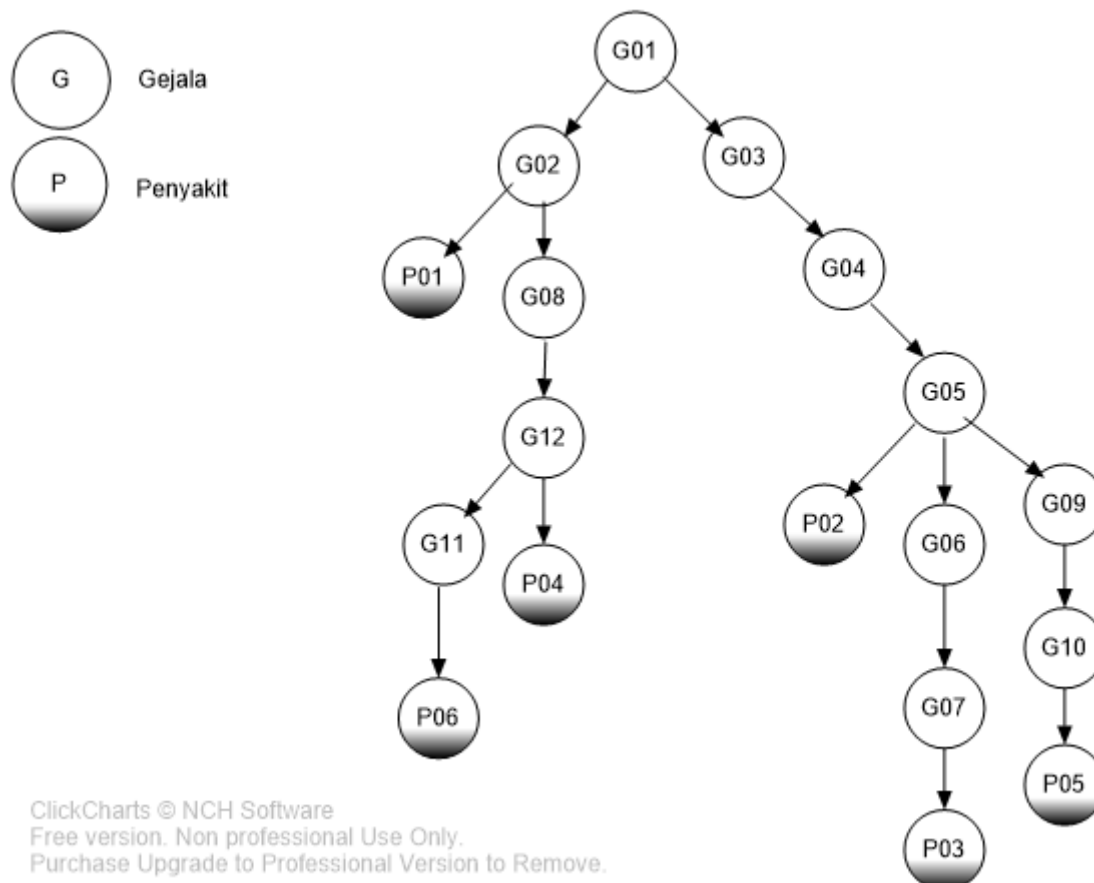 G01
G
Gejala
G02
G03
P
Penyakit
P01
G08
G04
G05
G12
G11
P04
P02
G06
G09
G10
P06
G07
P05
P03
ClickCharts © NCH Software
Free version. Non professional Use Only.
Purchase Upgrade to Professional Version to Remove.